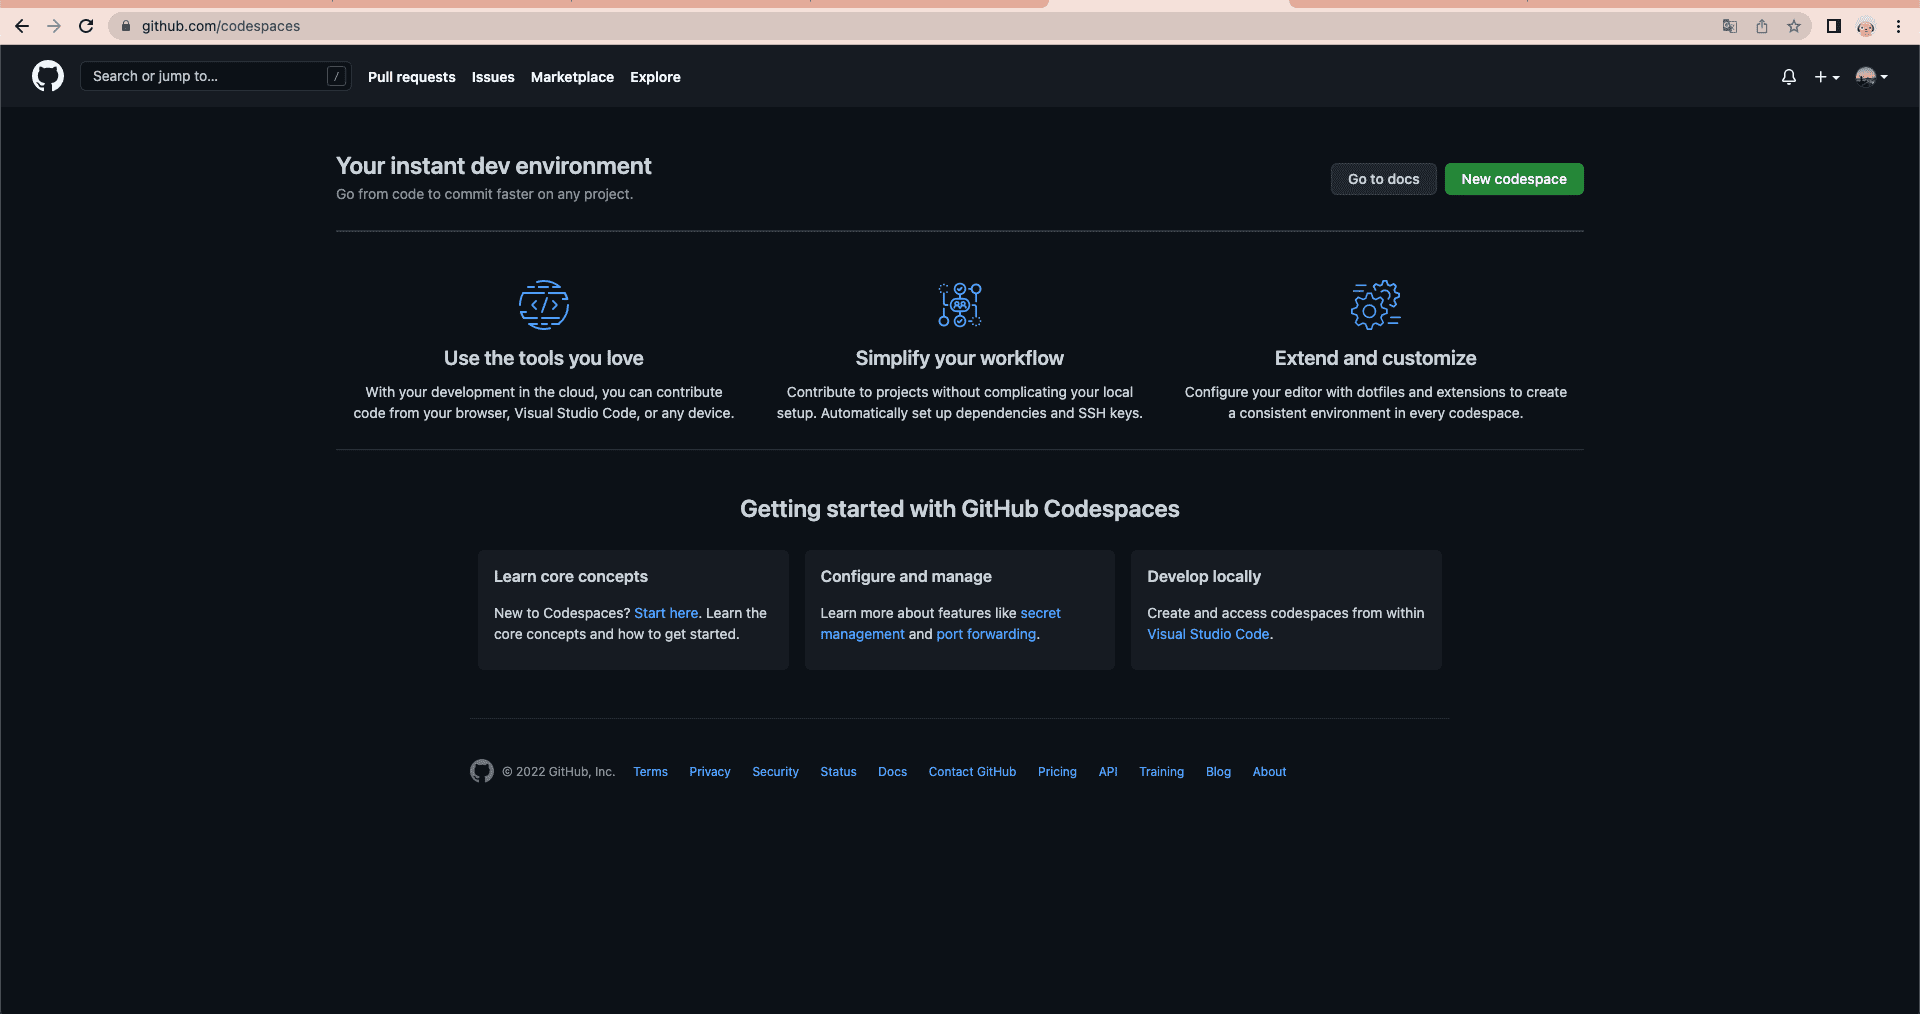 github.com/codespaces
Search or jump to... /
Pull requests Issues Marketplace Explore
Your instant dev environment
Go from code to commit faster on any project.
Go to docs New codespace
Use the tools you love
With your development in the cloud, you can contribute
code from your browser, Visual Studio Code, or any device.
Simplify your workflow
Contribute to projects without complicating your local
setup. Automatically set up dependencies and SSH keys.
Extend and customize
Configure your editor with dotfiles and extensions to create
a consistent environment in every codespace.
Getting started with GitHub Codespaces
Learn core concepts
New to Codespaces? Start here. Learn the
core concepts and how to get started.
Configure and manage
Learn more about features like secret
management and port forwarding.
Develop locally
Create and access codespaces from within
Visual Studio Code.
© 2022 GitHub, Inc. Terms Privacy Security Status Docs Contact GitHub Pricing API Training Blog About